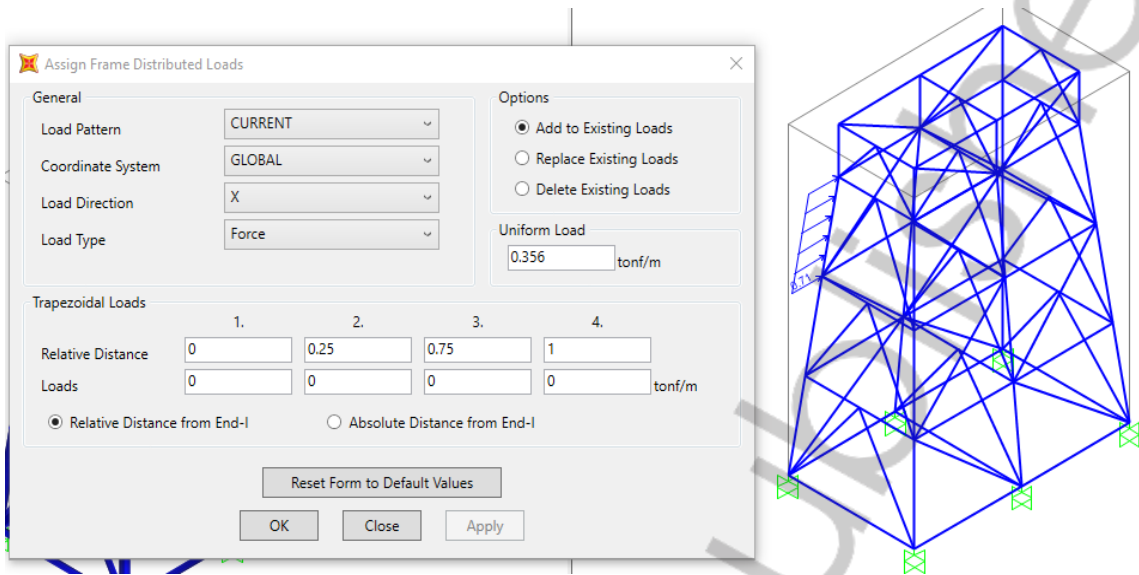 Assign Frame Distributed Loads
General
Load Pattern CURRENT
Coordinate System GLOBAL
Load Direction X
Load Type Force
Options
Add to Existing Loads
Replace Existing Loads
Delete Existing Loads
Uniform Load
0.356 tonf/m
Trapezoidal Loads
1. 2. 3. 4.
Relative Distance 0 0.25 0.75 1
Loads 0 0 0 0 tonf/m
Relative Distance from End-I Absolute Distance from End-I
Reset Form to Default Values
OK Close Apply
0.71